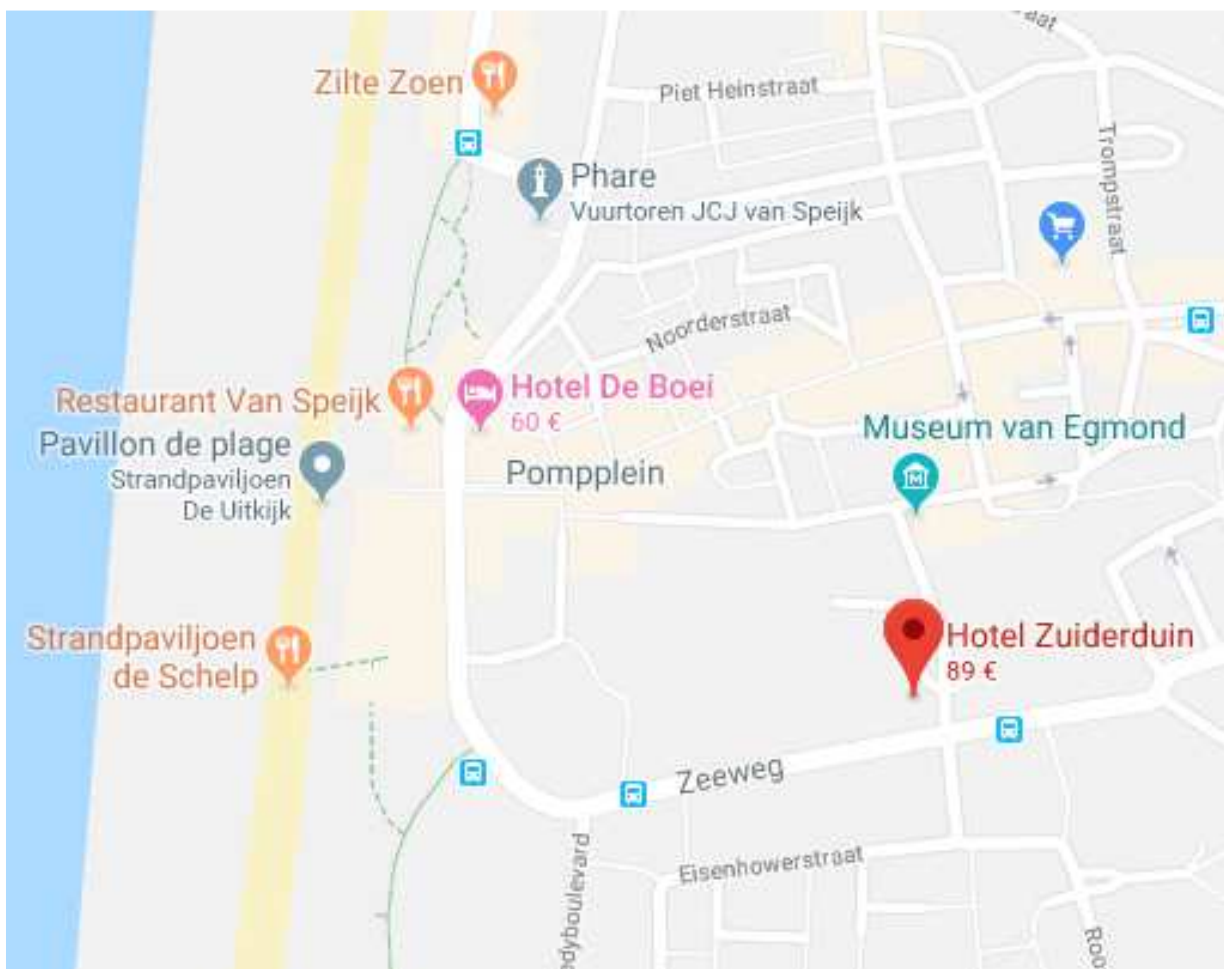 Zilte Zoen
Piet Heinstraat
Trompstraat
Phare
Vuurtoren JCJ van Speijk
Noorderstraat
Hotel De Boei
60 €
Restaurant Van Speijk
Museum van Egmond
Pavillon de plage
Strandpaviljoen
De Uitkijk
Pompplein
Strandpaviljoen
de Schelp
Hotel Zuiderduin
89 €
Zeeweg
Eisenhowerstraat